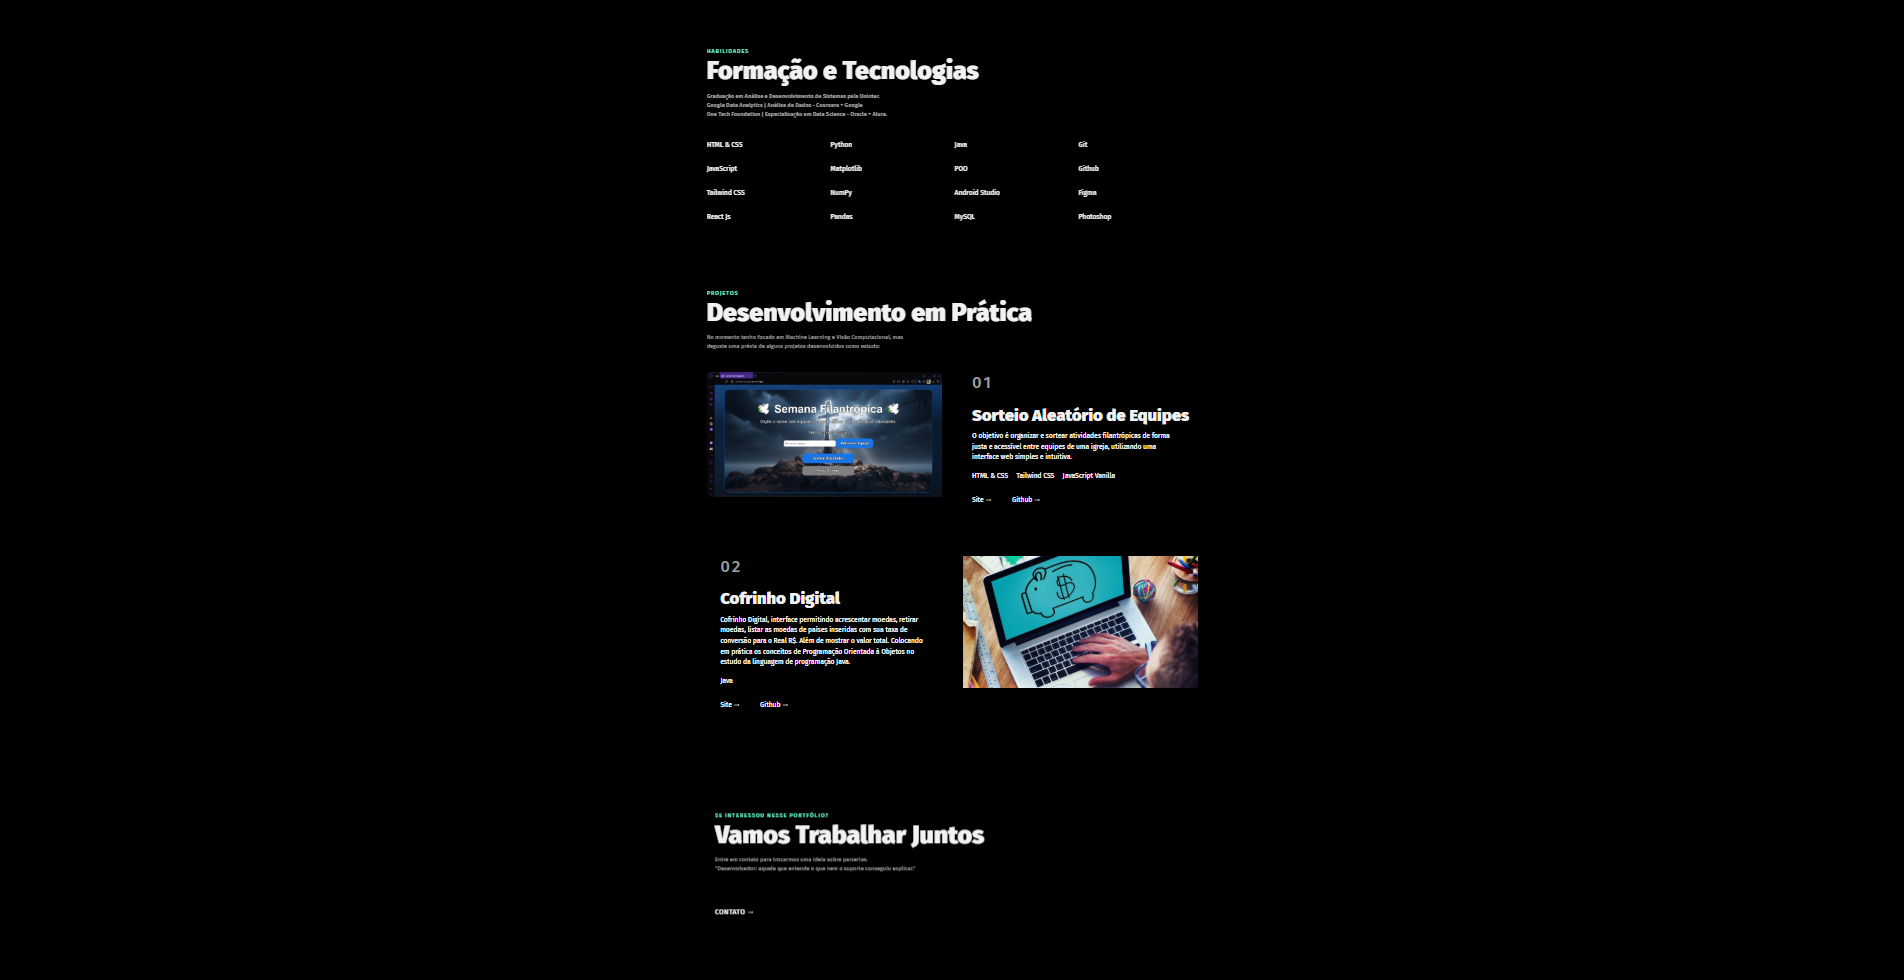 HABILIDADES
Formação e Tecnologias
Graduação em Análise e Desenvolvimento de Sistemas pela Uninter.
Google Data Analytics | Análise de Dados - Coursera + Google
One Tech Foundation | Especialização em Data Science - Oracle + Alura.
HTML & CSS Python Java Git
JavaScript Matplotlib POO Github
Tailwind CSS NumPy Android Studio Figma
React Js Pandas MySQL Photoshop
PROJETOS
Desenvolvimento em Prática
No momento tenho focado em Machine Learning e Visão Computacional, mas
deguste uma prévia de alguns projetos desenvolvidos como estudo:
Semana Filantrópica
01
Sorteio Aleatório de Equipes
O objetivo é organizar e sortear atividades filantrópicas de forma
justa e acessível entre equipes de uma igreja, utilizando uma
interface web simples e intuitiva.
HTML & CSS Tailwind CSS JavaScript Vanilla
Site → Github →
02
Cofrinho Digital
Cofrinho Digital, interface permitindo acrescentar moedas, retirar
moedas, listar as moedas de países inseridas com sua taxa de
conversão para o Real R$. Além de mostrar o valor total. Colocando
em prática os conceitos de Programação Orientada à Objetos no
estudo da linguagem de programação Java.
Java
Site → Github →
$
SE INTERESSOU NESSE PORTFÓLIO?
Vamos Trabalhar Juntos
Entre em contato para trocarmos uma ideia sobre parcerias.
"Desenvolvedor: aquele que entende o que nem o suporte conseguiu explicar."
CONTATO →